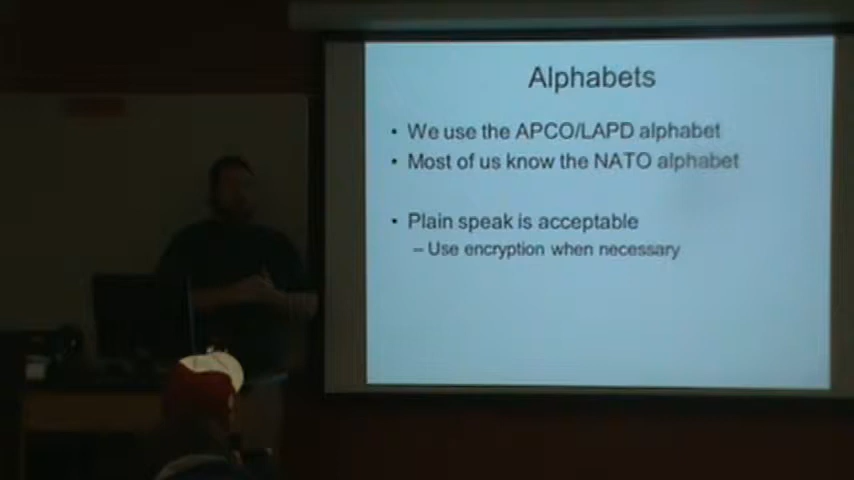 Alphabets
• We use the APCO/LAPD alphabet
• Most of us know the NATO alphabet
• Plain speak is acceptable
– Use encryption when necessary